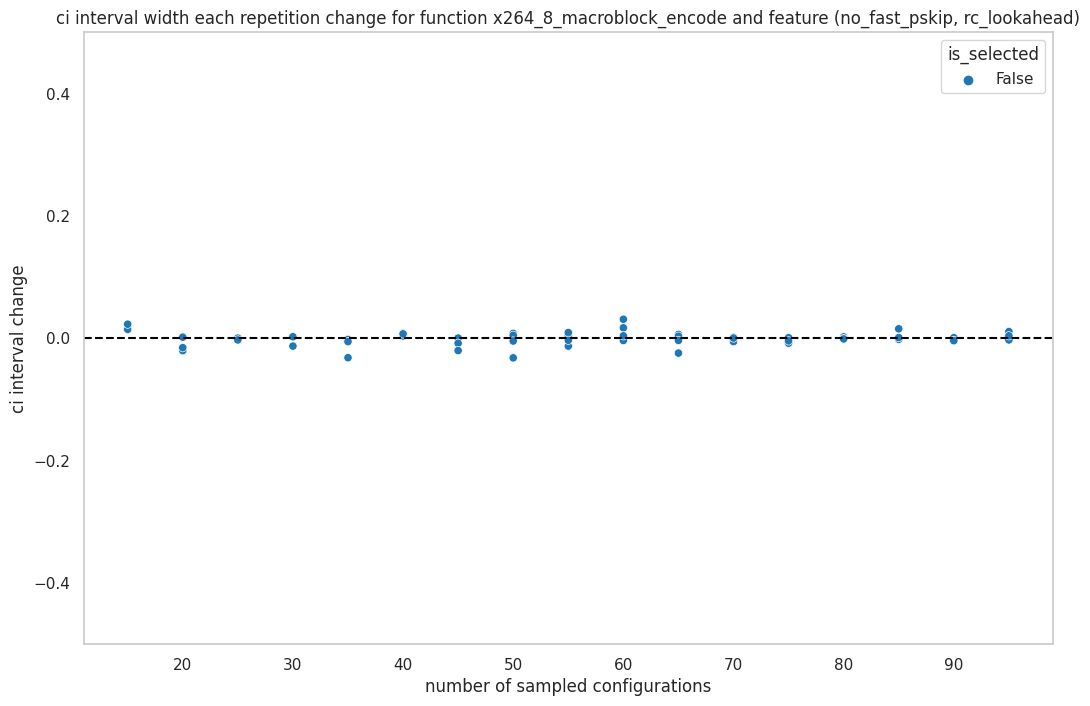 ci interval width each repetition change for function x264_8_macroblock_encode and feature (no_fast_pskip, rc_lookahead)
is_selected
False
0.4
0.2
0.0
−0.2
−0.4
ci interval change
20 30 40 50 60 70 80 90
number of sampled configurations